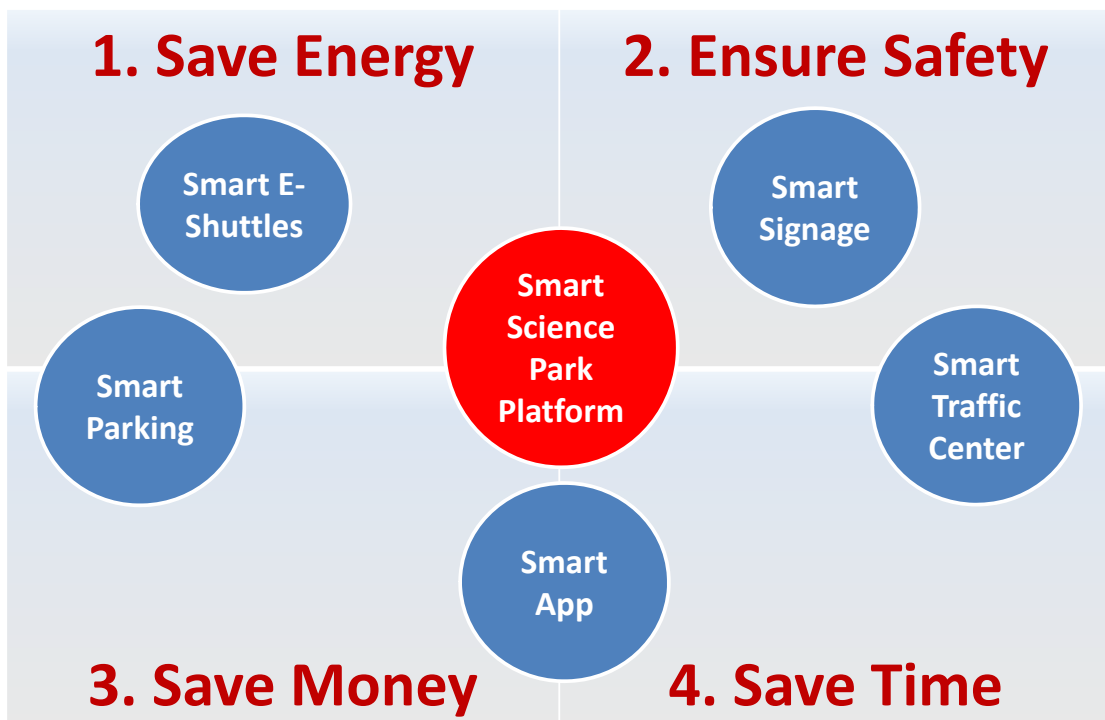 1. Save Energy
2. Ensure Safety
Smart E-
Shuttles
Smart
Signage
Smart
Science
Park
Platform
Smart
Parking
Smart
Traffic
Center
Smart
App
3. Save Money
4. Save Time